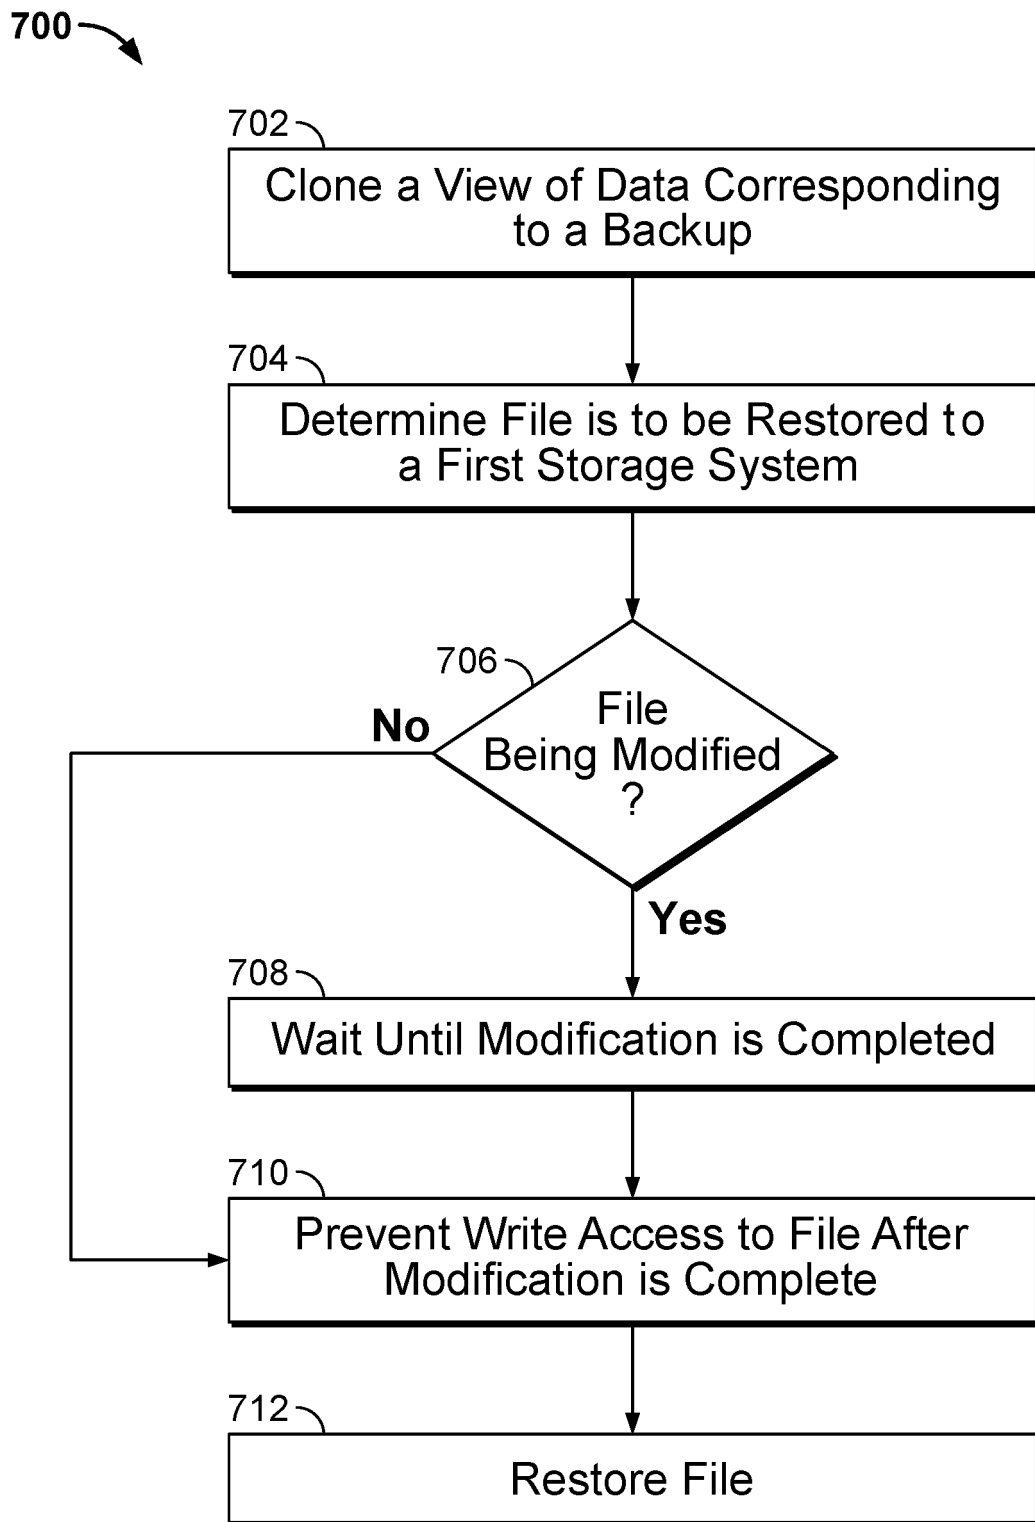 700
702
Clone a View of Data Corresponding
to a Backup
704
Determine File is to be Restored to
a First Storage System
706
No
File
Being Modified
?
Yes
708
Wait Until Modification is Completed
710
Prevent Write Access to File After
Modification is Complete
712
Restore File